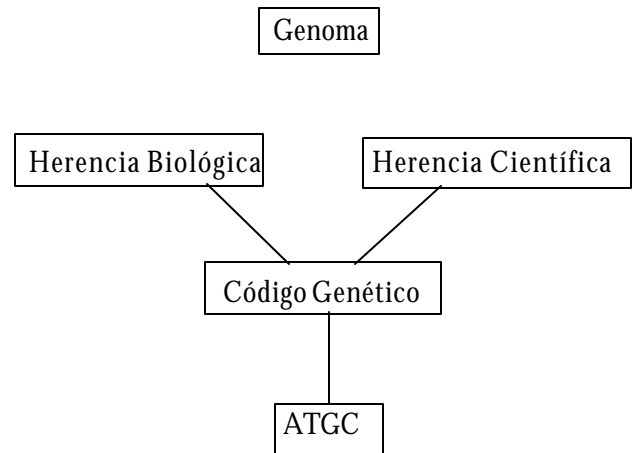 Genoma
Herencia Biológica
Herencia Científica
Código Genético
ATGC